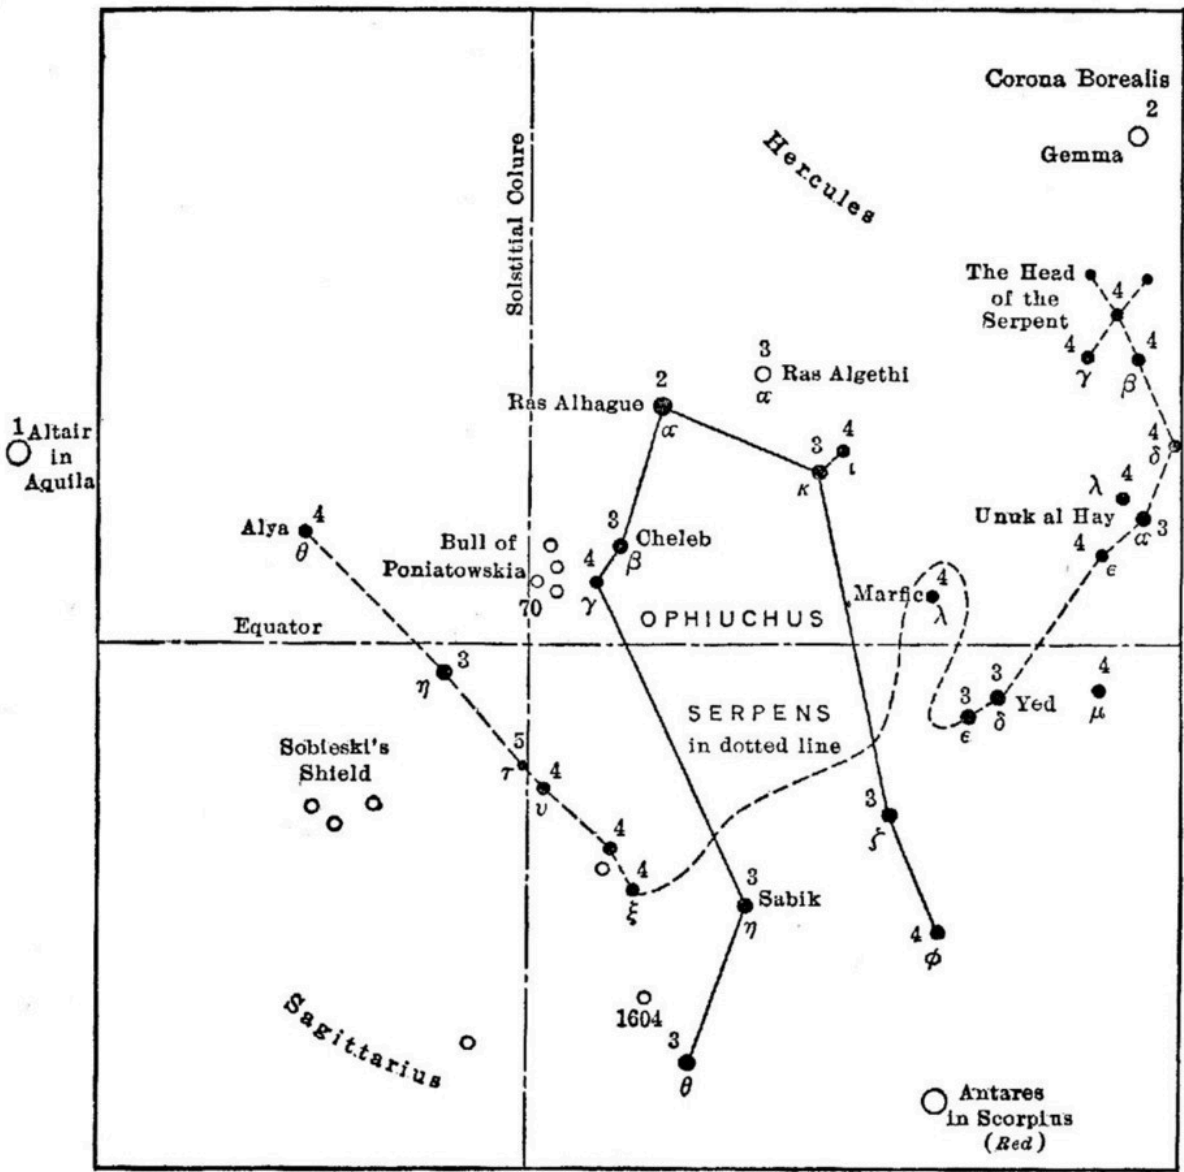 Corona Borealis
2
Gemma
Hercules
Solstitial Colure
The Head
of the
Serpent
4
4
γ
4
β
3
Ras Algethi
α
2
Ras Alhague
α
1 Altair
in
Aquila
3
κ
4
ι
4
δ
λ 4
Unuk al Hay
α 3
4
ε
Alya 4
θ
Bull of
Poniatowskia
70
3
Cheleb
β
4
γ
Marfic 4
λ
OPHIUCHUS
Equator
3
η
SERPENS
in dotted line
3
ε
3
δ
Yed
4
μ
Sobieski's
Shield
5
τ
4
υ
4
4
ξ
3
ζ
3
Sabik
η
4
φ
1604
3
θ
Sagittarius
Antares
in Scorpius
(Red)